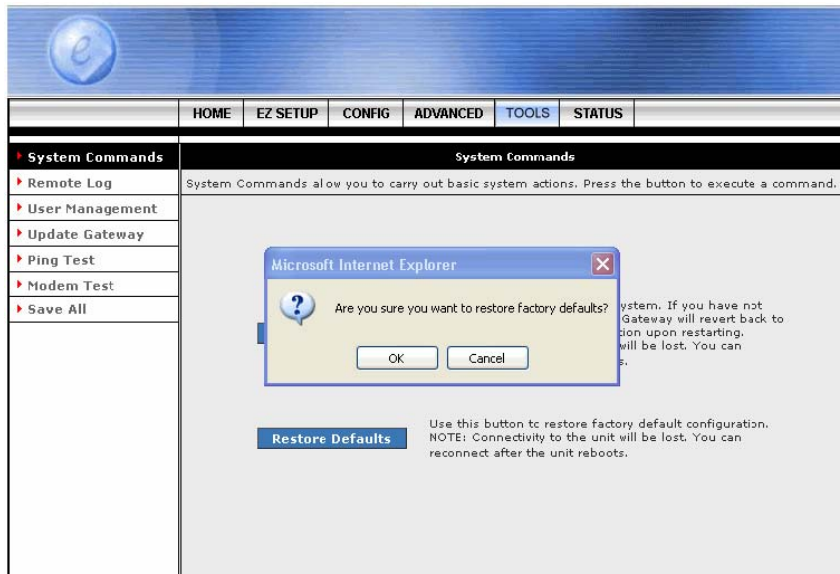 e
HOME EZ SETUP CONFIG ADVANCED TOOLS STATUS
System Commands
Remote Log
User Management
Update Gateway
Ping Test
Modem Test
Save All
System Commands
System Commands allow you to carry out basic system actions. Press the button to execute a command.
Microsoft Internet Explorer
Are you sure you want to restore factory defaults?
OK Cancel
ystem. If you have not
Gateway will revert back to
tion upon restarting.
will be lost. You can
s.
Restore Defaults
Use this button to restore factory default configuration.
NOTE: Connectivity to the unit will be lost. You can
reconnect after the unit reboots.